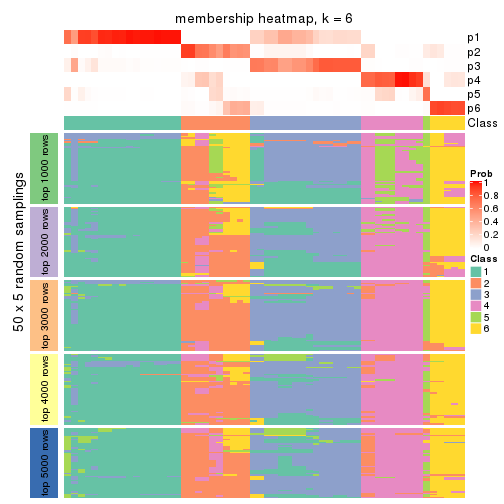 membership heatmap, k = 6
p1
p2
p3
p4
p5
p6
Class
50 x 5 random samplings
top 1000 rows
top 2000 rows
top 3000 rows
top 4000 rows
top 5000 rows
Prob
1
0.8
0.6
0.4
0.2
0
Class
1
2
3
4
5
6